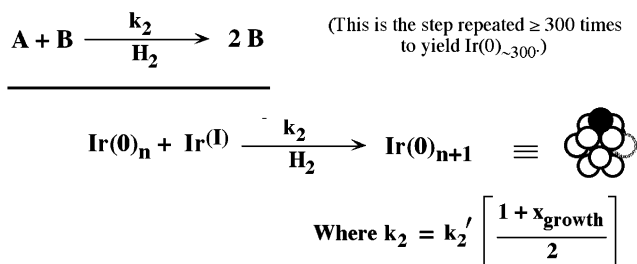 A + B k₂ H₂ → 2 B
(This is the step repeated ≥ 300 times
to yield Ir(0)~300.)
Ir(0)n + Ir(I) k₂ H₂ → Ir(0)n+1 ≡
Where k₂ = k₂′ [ 1 + xgrowth / 2 ]